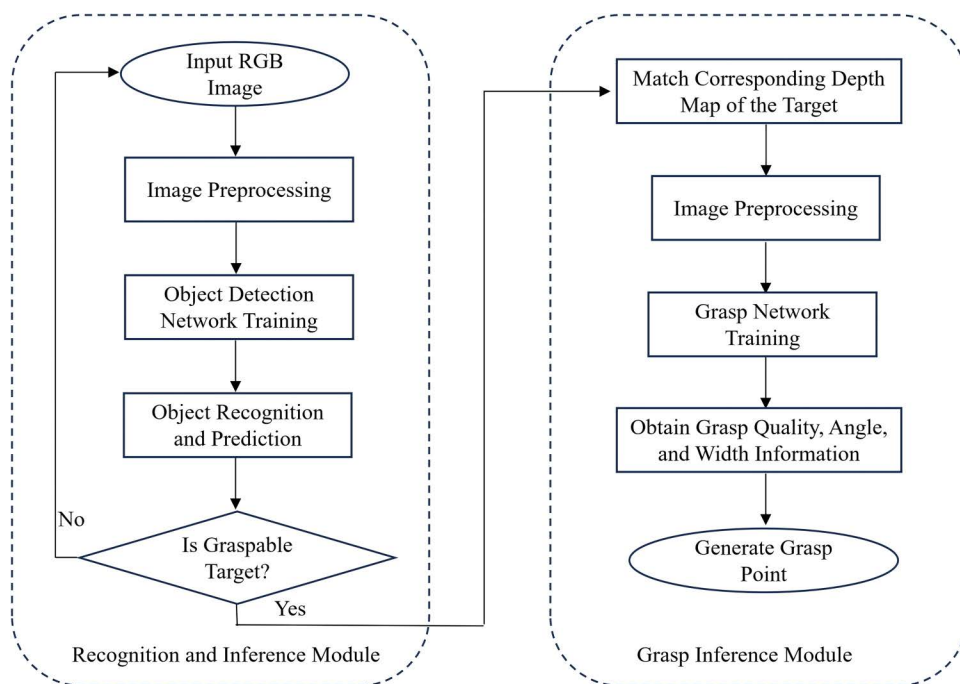 Input RGB
Image
Image Preprocessing
Object Detection
Network Training
Object Recognition
and Prediction
No
Is Graspable
Target?
Yes
Recognition and Inference Module
Match Corresponding Depth
Map of the Target
Image Preprocessing
Grasp Network
Training
Obtain Grasp Quality, Angle,
and Width Information
Generate Grasp
Point
Grasp Inference Module